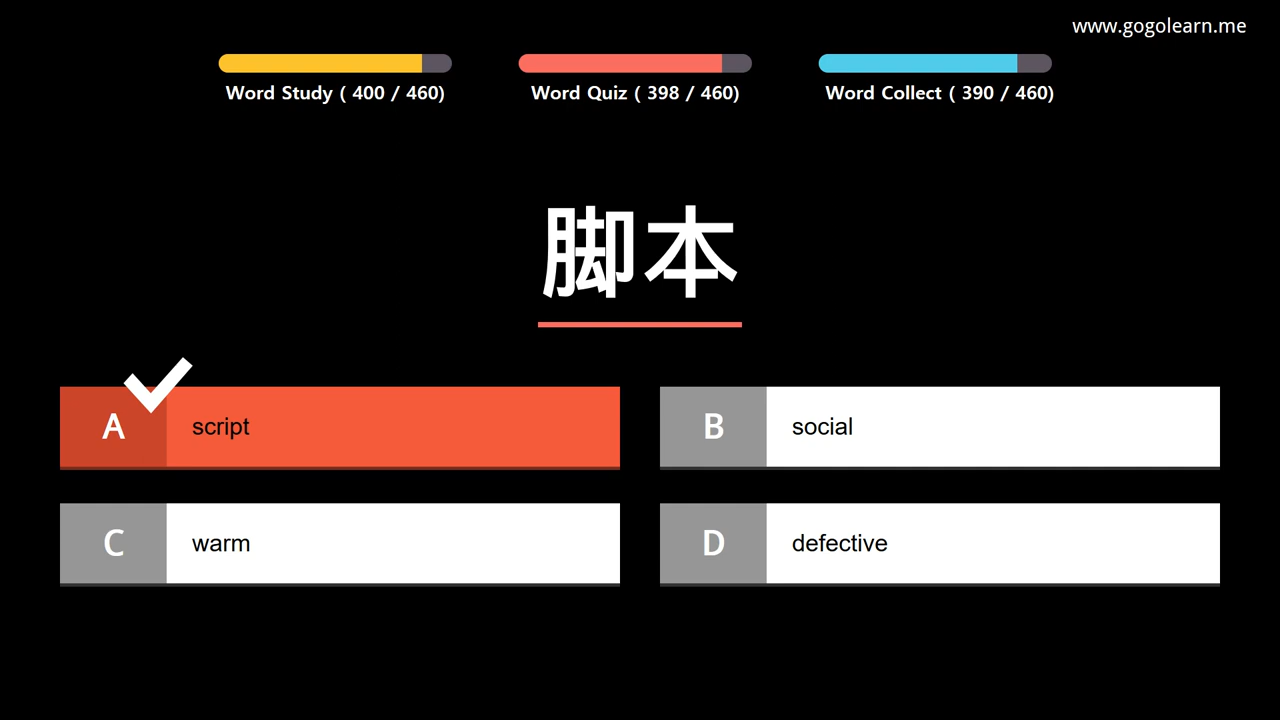 www.gogolearn.me
Word Study ( 400 / 460)
Word Quiz ( 398 / 460)
Word Collect ( 390 / 460)
脚本
A script
B social
C warm
D defective